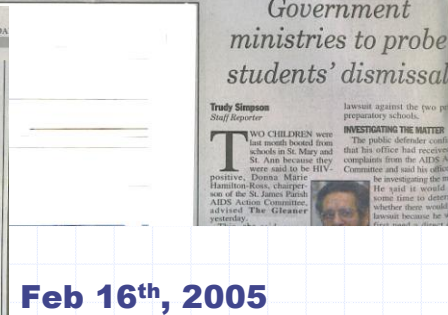 Government
ministries to probe
students' dismissal
Trudy Simpson
Staff Reporter
TWO CHILDREN were
last month booted from
schools in St. Mary and
St. Ann because they
were said to be HIV-
positive, Donna Marie
Hamilton-Ross, chairper-
son of the St. James Parish
AIDS Action Committee,
advised The Gleaner
yesterday.
lawsuit against the two
preparatory schools.
INVESTIGATING THE MATTER
The public defender
that his office had received
complaints from the AIDS
Committee and said his office
be investigating the
He said it would
some time to
whether there would
lawsuit because he
Feb 16th, 2005